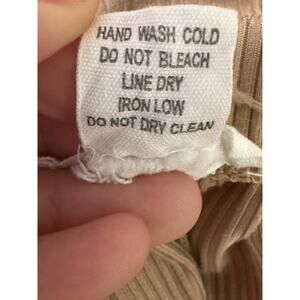 HAND WASH COLD
DO NOT BLEACH
LINE DRY
IRON LOW
DO NOT DRY CLEAN